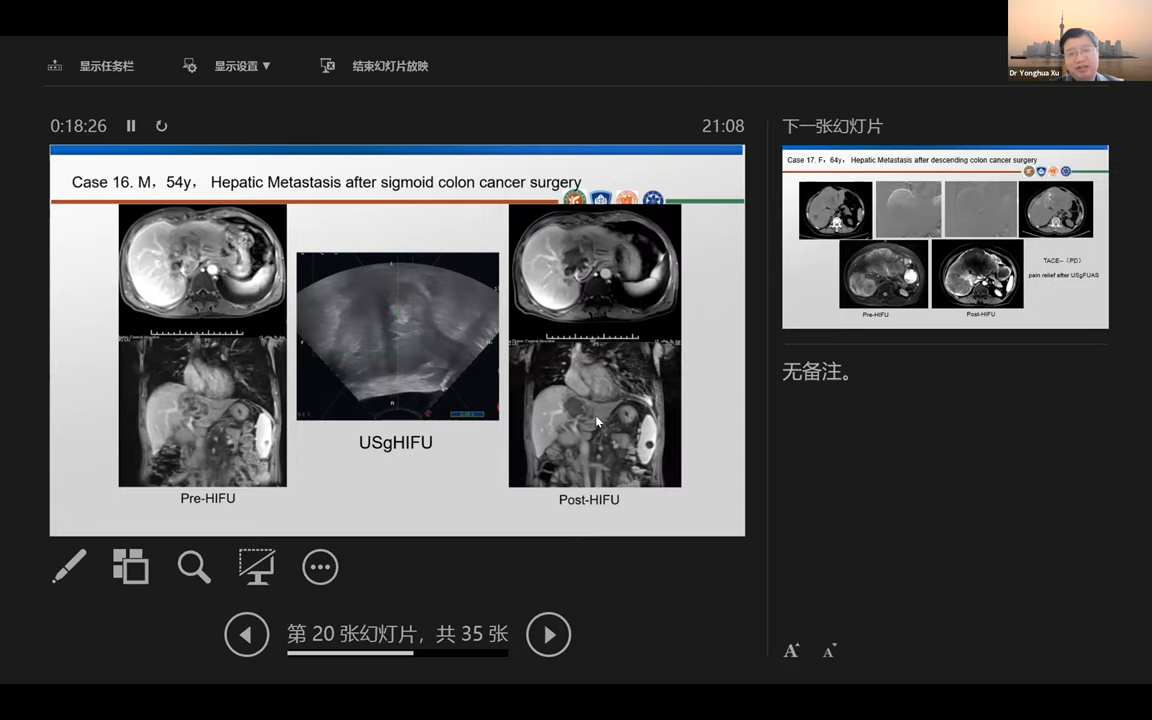 Dr Yonghua Xu
显示任务栏
显示设置 ▼
结束幻灯片放映
0:18:26
21:08
下一张幻灯片
Case 16. M，54y， Hepatic Metastasis after sigmoid colon cancer surgery
USgHIFU
Pre-HIFU
Post-HIFU
Case 17. F，64y， Hepatic Metastasis after descending colon cancer surgery
TACE--（PD）
pain relief after USgFUAS
Pre-HIFU
Post-HIFU
无备注。
第 20 张幻灯片，共 35 张
A
A